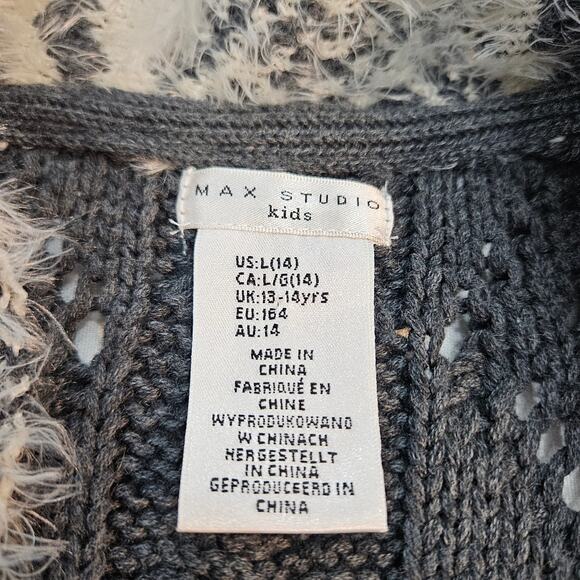 MAX STUDIO
kids
US:L(14)
CA:L/G(14)
UK:13-14yrs
EU:164
AU:14
MADE IN
CHINA
FABRIQUÉ EN
CHINE
WYPRODUKOWANO
W CHINACH
HERGESTELLT
IN CHINA
GEPRODUCEERD IN
CHINA